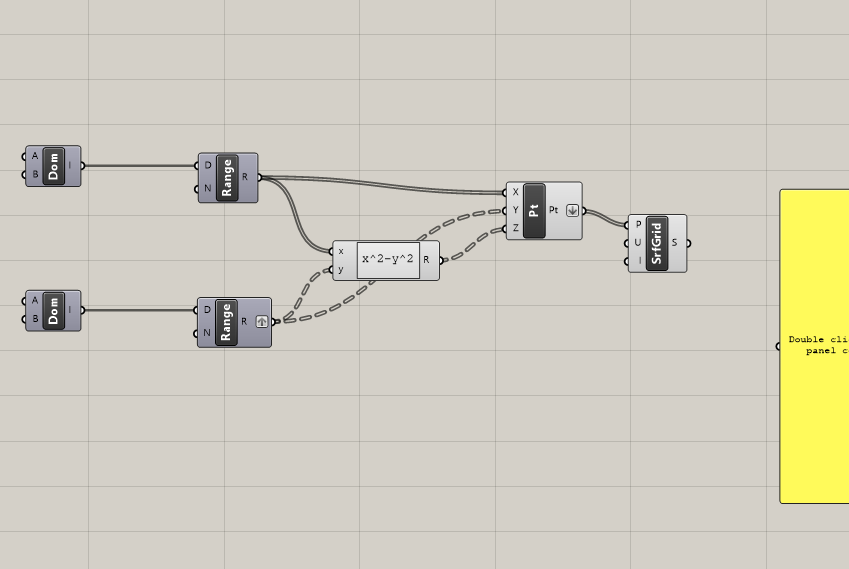 A
B
Dom
I
D
N
Range
R
X
Y
Z
Pt
Pt
x
y
x^2-y^2
R
P
U
I
SrfGrid
S
A
B
Dom
I
D
N
Range
R
Double cli
panel c